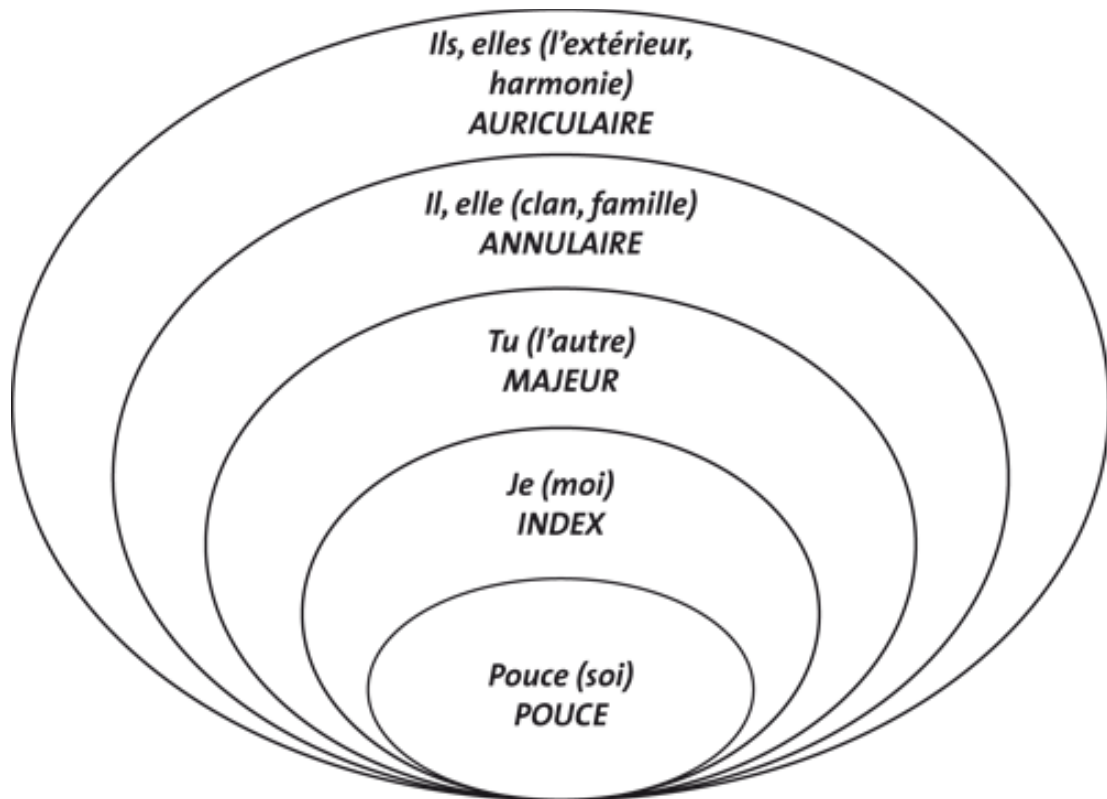 Ils, elles (l’extérieur,
harmonie)
AURICULAIRE
Il, elle (clan, famille)
ANNULAIRE
Tu (l’autre)
MAJEUR
Je (moi)
INDEX
Pouce (soi)
POUCE